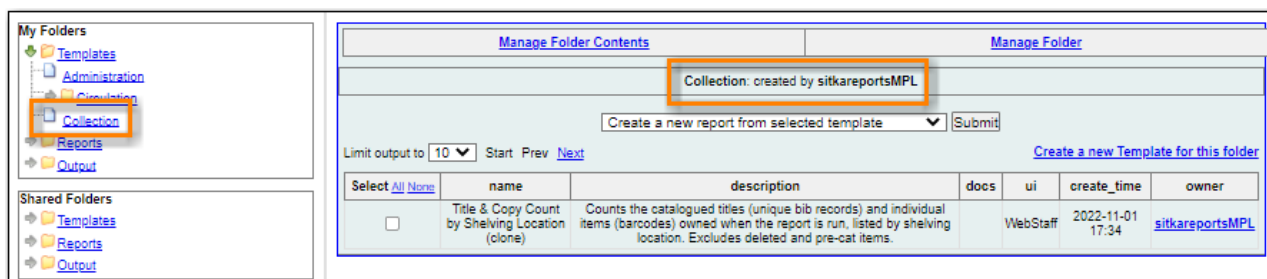 My Folders
Templates
Administration
Circulation
Collection
Reports
Output
Shared Folders
Templates
Reports
Output
Manage Folder Contents
Manage Folder
Collection: created by sitkareportsMPL
Create a new report from selected template
Submit
Limit output to 10 Start Prev Next
Create a new Template for this folder
Select All None name description docs ui create_time owner
Title & Copy Count by Shelving Location (clone)
Counts the catalogued titles (unique bib records) and individual items (barcodes) owned when the report is run, listed by shelving location. Excludes deleted and pre-cat items.
WebStaff
2022-11-01 17:34
sitkareportsMPL